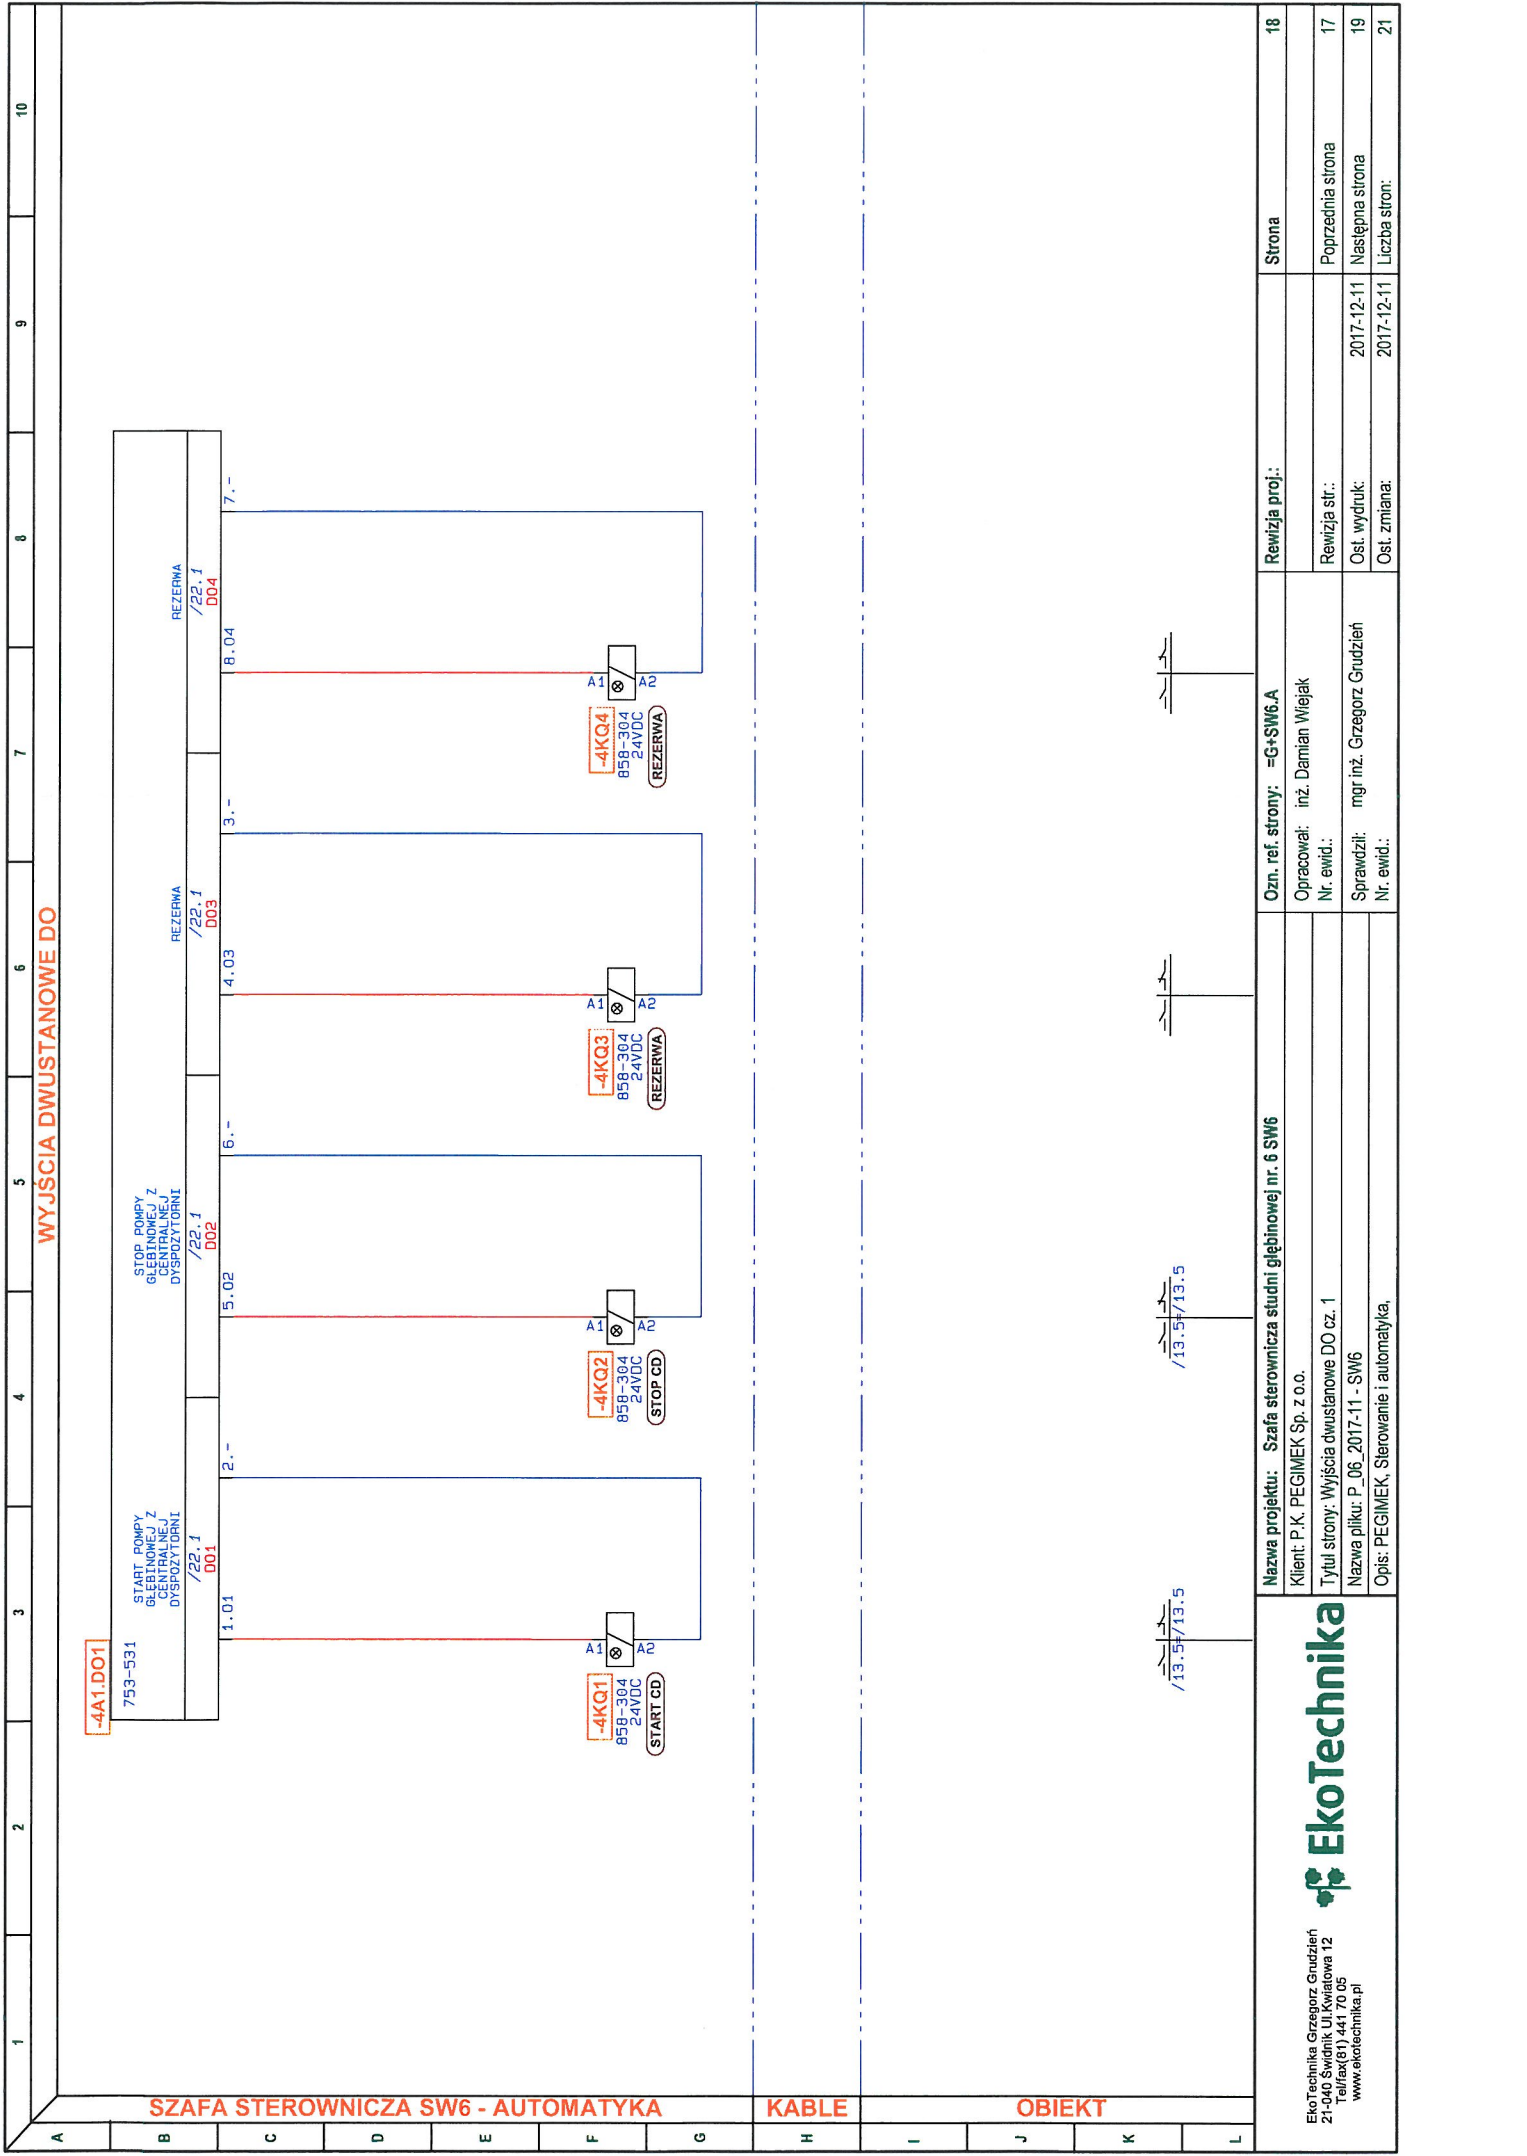 1 2 3 4 5 6 7 8 9 10
WYJŚCIA DWUSTANOWE DO
A
B
C
D
E
F
G
H
I
J
K
L
SZAFA STEROWNICZA SW6 - AUTOMATYKA
KABLE
OBIEKT
-4A1.DO1
753-531
START POMPY
GŁĘBINOWEJ Z
CENTRALNEJ
DYSPOZYTORNI
/22.1
DO1
STOP POMPY
GŁĘBINOWEJ Z
CENTRALNEJ
DYSPOZYTORNI
/22.1
DO2
REZERWA
/22.1
DO3
REZERWA
/22.1
DO4
1.01
2.-
5.02
6.-
4.03
3.-
8.04
7.-
-4KQ1
858-304
24VDC
START CD
A1
A2
-4KQ2
858-304
24VDC
STOP CD
A1
A2
-4KQ3
858-304
24VDC
REZERWA
A1
A2
-4KQ4
858-304
24VDC
REZERWA
A1
A2
/13.5=/13.5
/13.5=/13.5
EkoTechnika Grzegorz Grudzień
21-040 Świdnik Ul.Kwiatowa 12
Tel/fax(81) 441 70 05
www.ekotechnika.pl
EkoTechnika
Nazwa projektu: Szafa sterownicza studni głębinowej nr. 6 SW6
Klient: P.K. PEGIMEK Sp. z o.o.
Tytuł strony: Wyjścia dwustanowe DO cz. 1
Nazwa pliku: P_06_2017-11 - SW6
Opis: PEGIMEK, Sterowanie i automatyka,
Ozn. ref. strony: =G+SW6.A
Opracował: inż. Damian Wiejak
Nr. ewid.:
Sprawdził: mgr inż. Grzegorz Grudzień
Nr. ewid.:
Rewizja proj.:
Rewizja str.:
Ost. wydruk: 2017-12-11
Ost. zmiana: 2017-12-11
Strona 18
Poprzednia strona 17
Następna strona 19
Liczba stron: 21